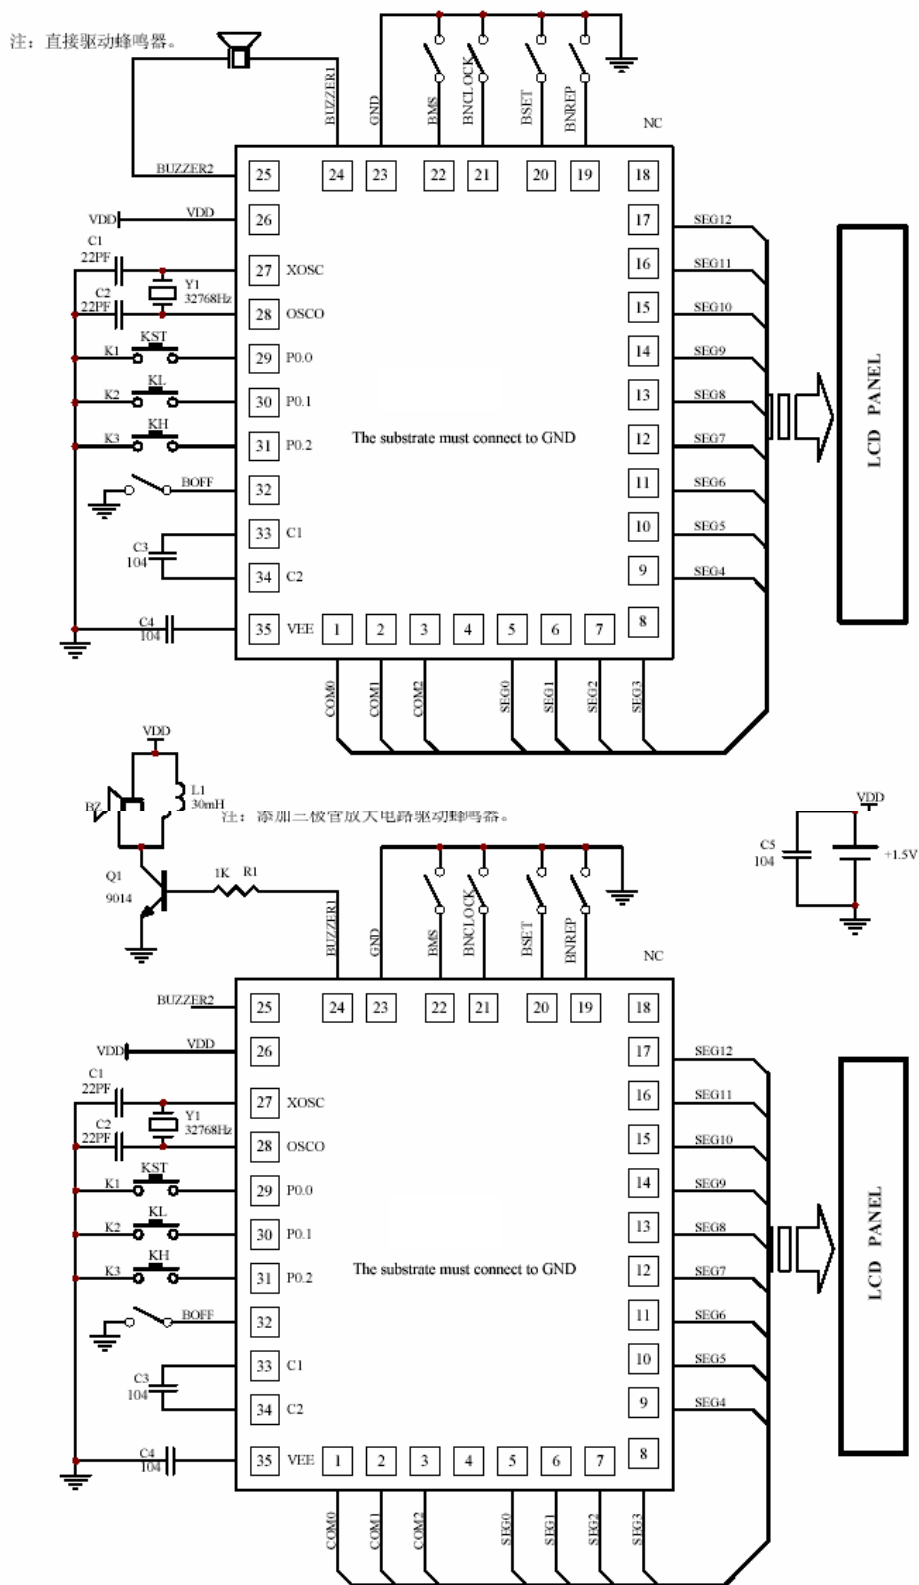 注：直接驱动蜂鸣器。
BUZZER1
GND
BMS
BNCLOCK
BSET
BNREP
NC
BUZZER2
25 24 23 22 21 20 19 18
VDD VDD 26
17 SEG12
C1
22PF
27 XOSC
16 SEG11
Y1
32768Hz
C2
22PF
28 OSCO
15 SEG10
K1 KST 29 P0.0
14 SEG9
K2 KL 30 P0.1
13 SEG8
K3 KH 31 P0.2
The substrate must connect to GND
12 SEG7
BOFF 32
11 SEG6
33 C1
10 SEG5
C3
104
34 C2
9 SEG4
C4
104
35 VEE 1 2 3 4 5 6 7 8
COM0
COM1
COM2
SEG0
SEG1
SEG2
SEG3
LCD PANEL
VDD
BZ
L1
30mH
注：添加三极管放大电路驱动蜂鸣器。
VDD
C5
104
+1.5V
Q1
9014
1K R1
BUZZER1
GND
BMS
BNCLOCK
BSET
BNREP
NC
BUZZER2
25 24 23 22 21 20 19 18
VDD VDD 26
17 SEG12
C1
22PF
27 XOSC
16 SEG11
Y1
32768Hz
C2
22PF
28 OSCO
15 SEG10
K1 KST 29 P0.0
14 SEG9
K2 KL 30 P0.1
13 SEG8
K3 KH 31 P0.2
The substrate must connect to GND
12 SEG7
BOFF 32
11 SEG6
33 C1
10 SEG5
C3
104
34 C2
9 SEG4
C4
104
35 VEE 1 2 3 4 5 6 7 8
COM0
COM1
COM2
SEG0
SEG1
SEG2
SEG3
LCD PANEL